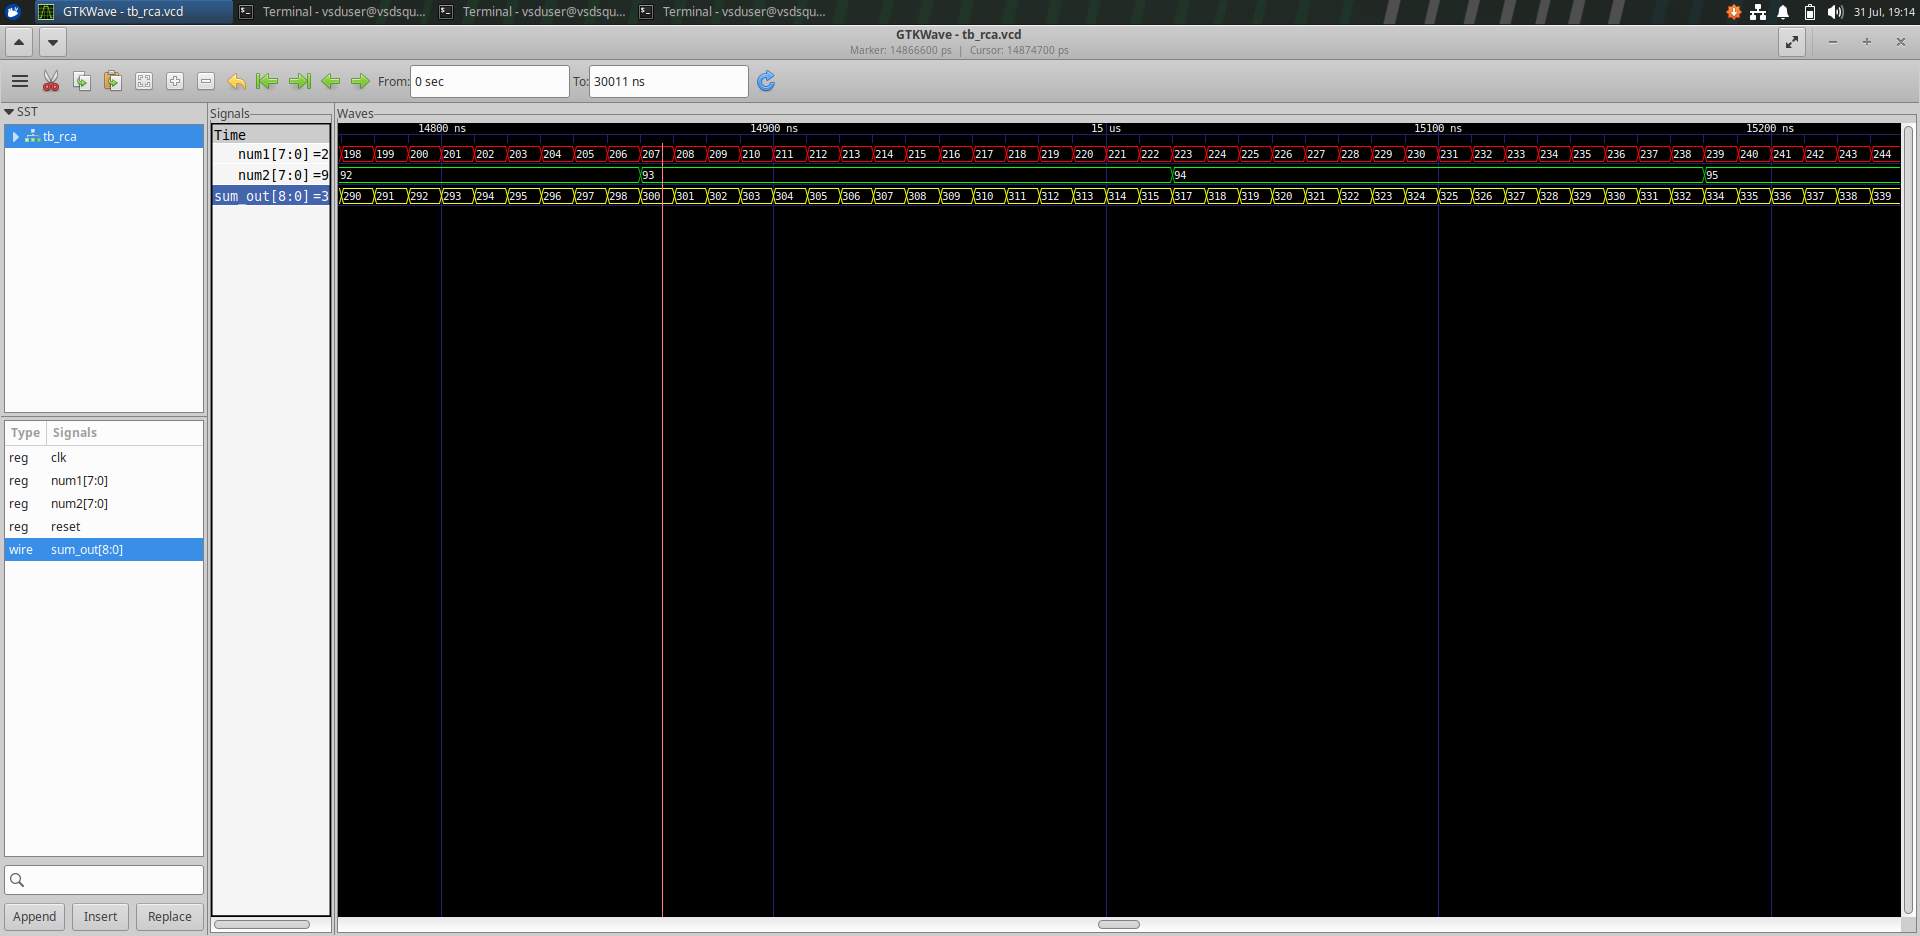 GTKWave - tb_rca.vcd Terminal - vsduser@vsdsqu... Terminal - vsduser@vsdsqu... Terminal - vsduser@vsdsqu... 31 Jul, 19:14
GTKWave - tb_rca.vcd
Marker: 14866600 ps | Cursor: 14874700 ps
From: 0 sec To: 30011 ns
SST
tb_rca
Type Signals
reg clk
reg num1[7:0]
reg num2[7:0]
reg reset
wire sum_out[8:0]
Append Insert Replace
Signals
Time
num1[7:0] =2
num2[7:0] =9
sum_out[8:0] =3
Waves
14800 ns 14900 ns 15 us 15100 ns 15200 ns
198 199 200 201 202 203 204 205 206 207 208 209 210 211 212 213 214 215 216 217 218 219 220 221 222 223 224 225 226 227 228 229 230 231 232 233 234 235 236 237 238 239 240 241 242 243 244
92 93 94 95
290 291 292 293 294 295 296 297 298 300 301 302 303 304 305 306 307 308 309 310 311 312 313 314 315 317 318 319 320 321 322 323 324 325 326 327 328 329 330 331 332 334 335 336 337 338 339